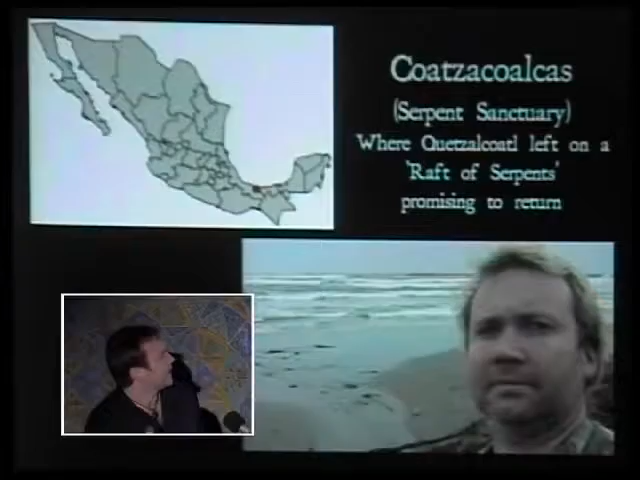 Coatzacoalcas
(Serpent Sanctuary)
Where Quetzalcoatl left on a
'Raft of Serpents'
promising to return